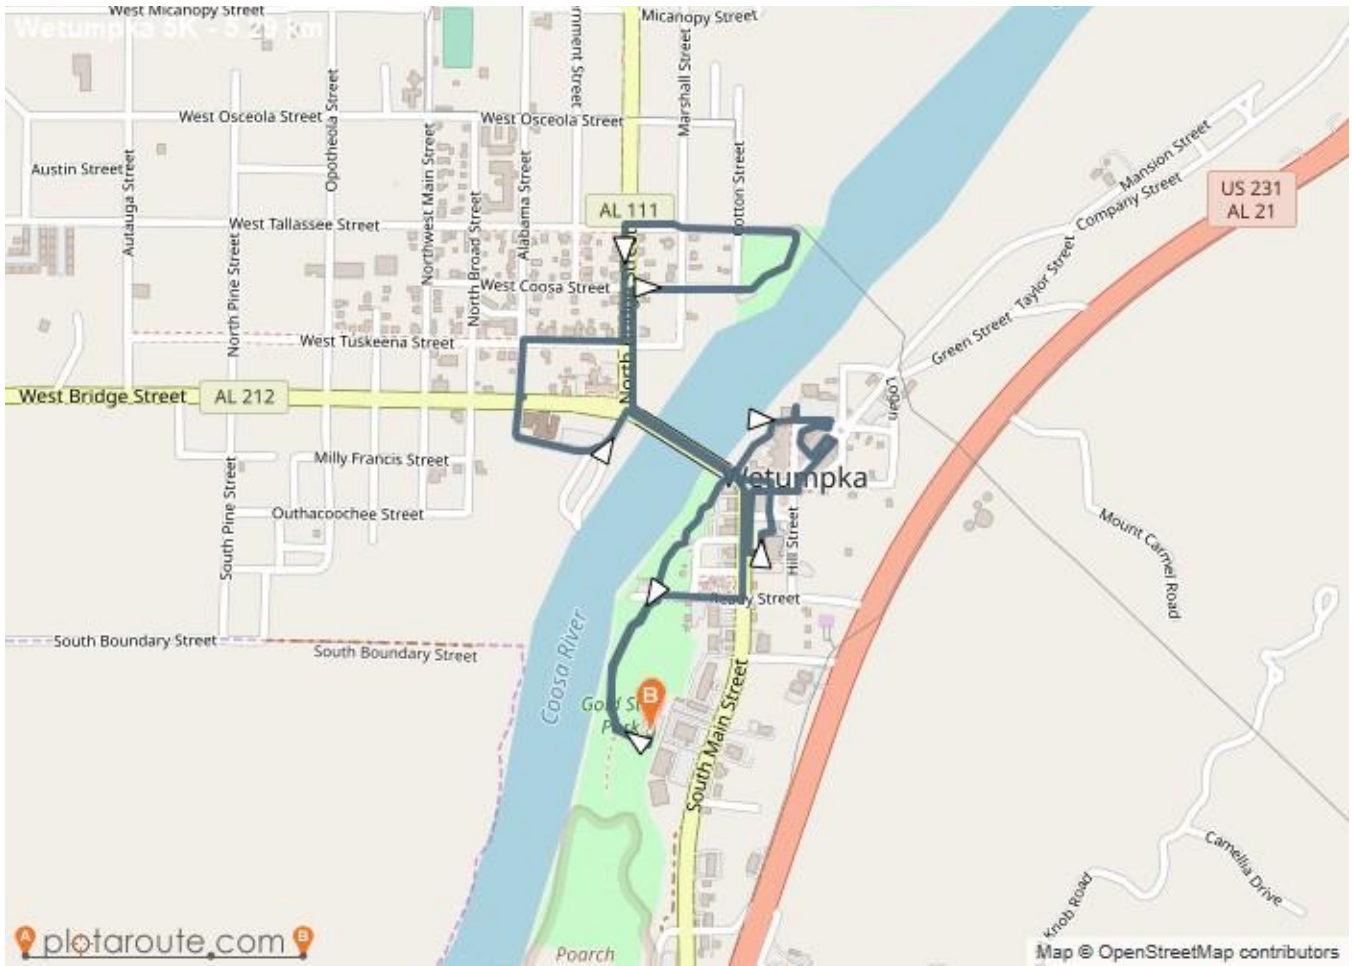 West Micanopy Street
Micanopy Street
Wetumpka 5K - 5.29 km
Marshall Street
West Osceola Street
West Osceola Street
Opotheola Street
Austin Street
Autauga Street
Northwest Main Street
Alabama Street
North Broad Street
Mansion Street
Company Street
US 231
AL 21
AL 111
West Tallassee Street
North Pine Street
West Coosa Street
Taylor Street
Green Street
West Tuskeena Street
North
West Bridge Street
AL 212
Logan
Milly Francis Street
Wetumpka
Outhacoochee Street
South Pine Street
Hill Street
Mount Carmel Road
Street
South Boundary Street
South Boundary Street
Coosa River
B
Park
South Main Street
Camellia Drive
Knob Road
A plotaroute.com B
Poarch
Map © OpenStreetMap contributors